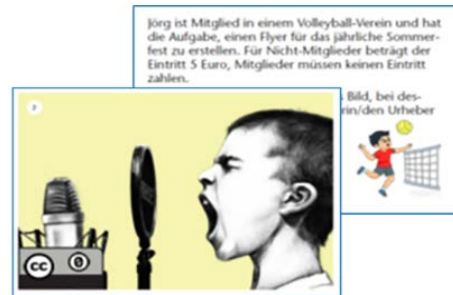 Jörg ist Mitglied in einem Volleyball-Verein und hat
die Aufgabe, einen Flyer für das jährliche Sommer-
fest zu erstellen. Für Nicht-Mitglieder beträgt der
Eintritt 5 Euro, Mitglieder müssen keinen Eintritt
zahlen.
Bild, bei des-
rin/den Urheber
cc
0